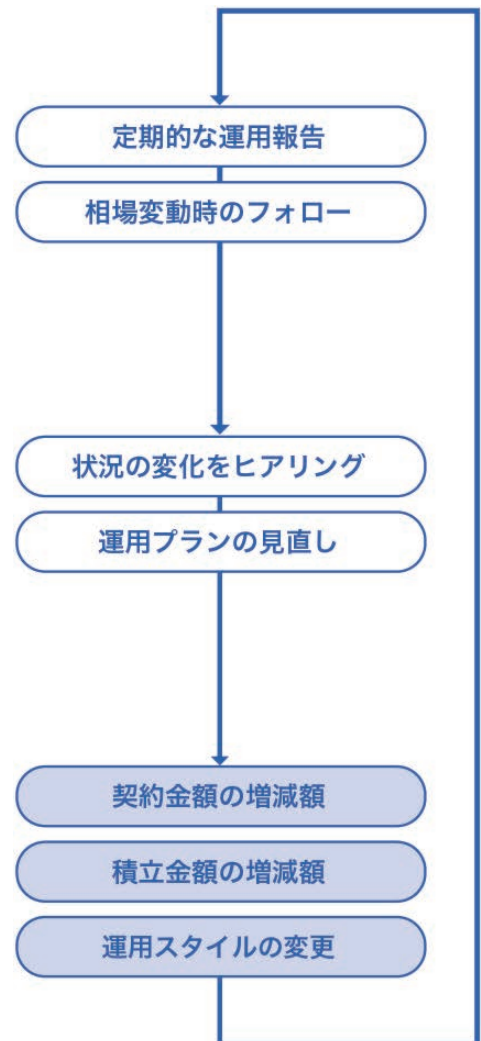 定期的な運用報告
相場変動時のフォロー
状況の変化をヒアリング
運用プランの見直し
契約金額の増減額
積立金額の増減額
運用スタイルの変更